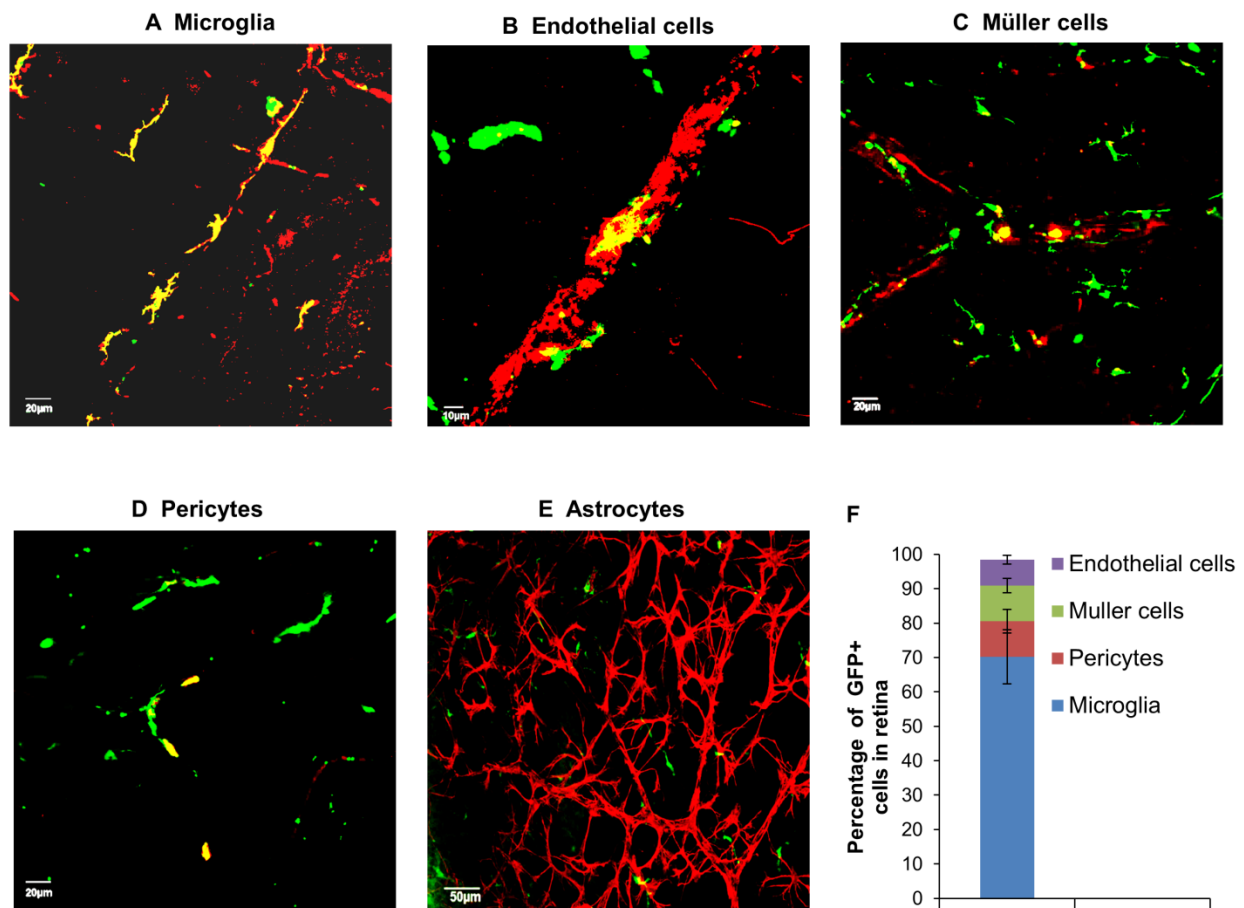 A Microglia
B Endothelial cells
C Müller cells
20µm
10µm
20µm
D Pericytes
E Astrocytes
F
20µm
50µm
Percentage of GFP+
cells in retina
100
90
80
70
60
50
40
30
20
10
0
Endothelial cells
Muller cells
Pericytes
Microglia